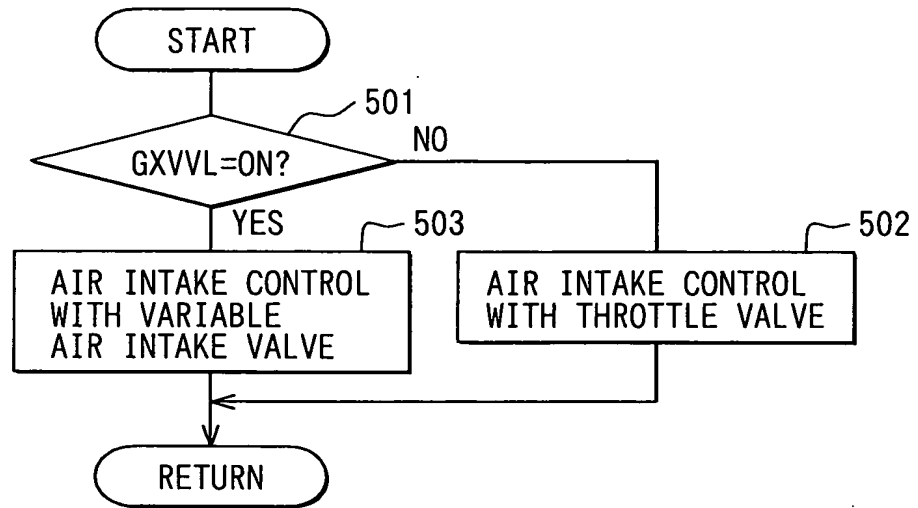 START
501
GXVVL=ON?
NO
YES
503
502
AIR INTAKE CONTROL
WITH VARIABLE
AIR INTAKE VALVE
AIR INTAKE CONTROL
WITH THROTTLE VALVE
RETURN